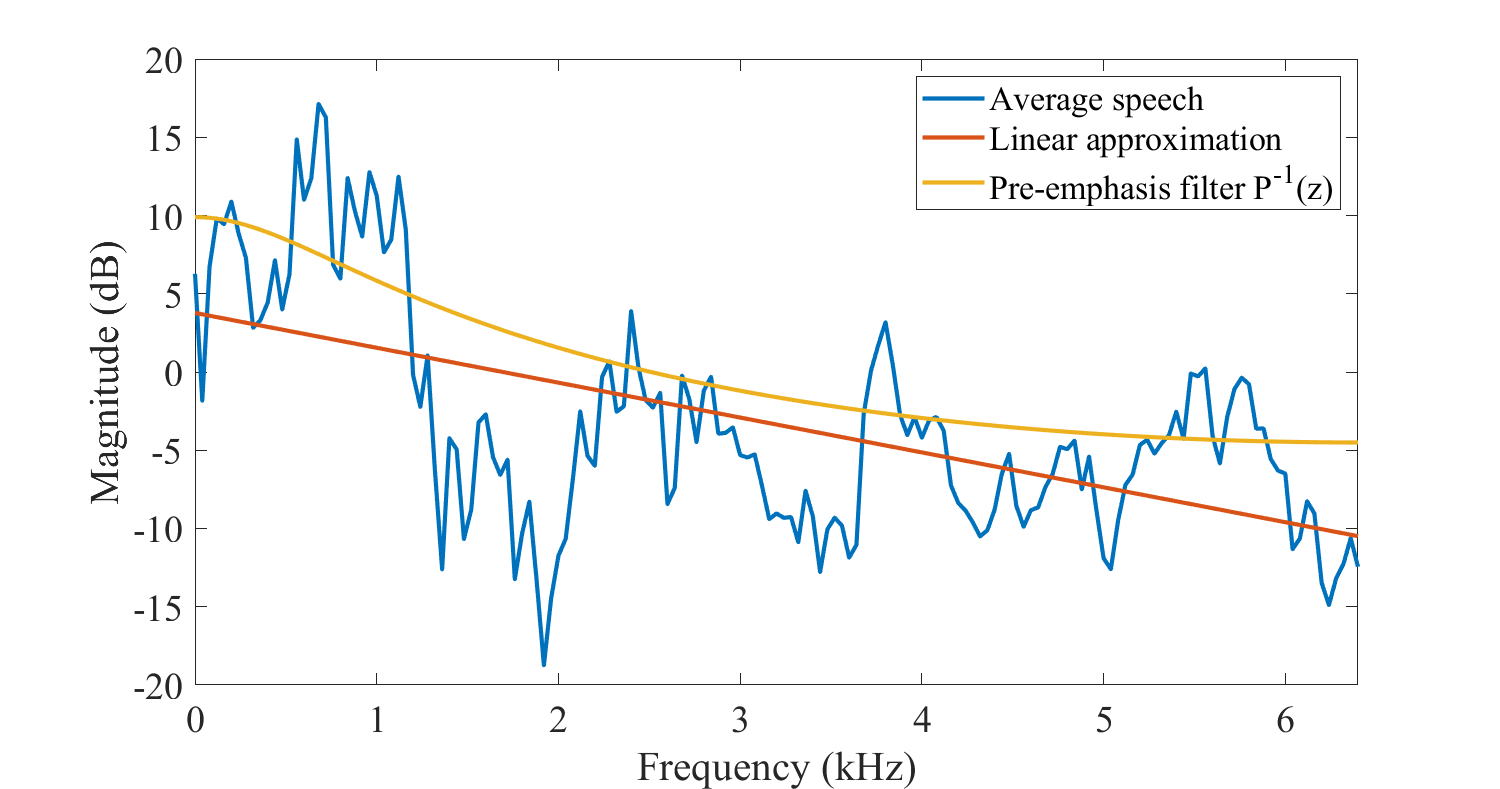 20
15
10
5
0
-5
-10
-15
-20
Magnitude (dB)
Average speech
Linear approximation
Pre-emphasis filter P⁻¹(z)
0 1 2 3 4 5 6
Frequency (kHz)